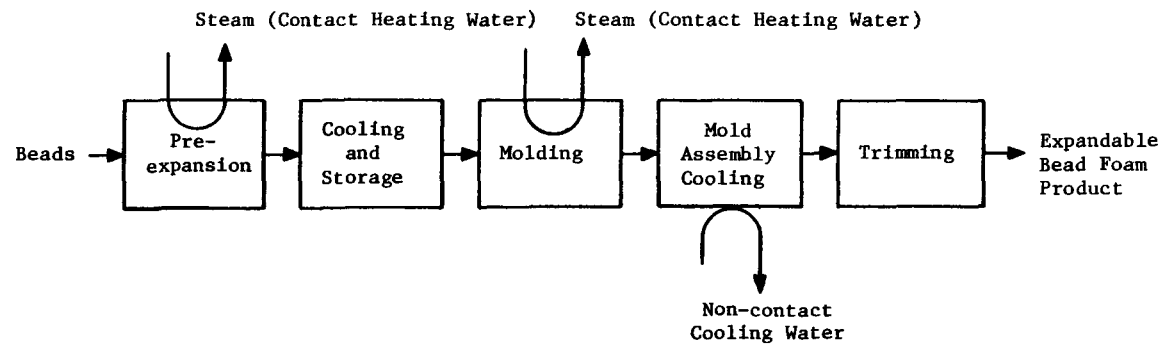 Steam (Contact Heating Water)
Steam (Contact Heating Water)
Beads
Pre-
expansion
Cooling
and
Storage
Molding
Mold
Assembly
Cooling
Trimming
Expandable
Bead Foam
Product
Non-contact
Cooling Water